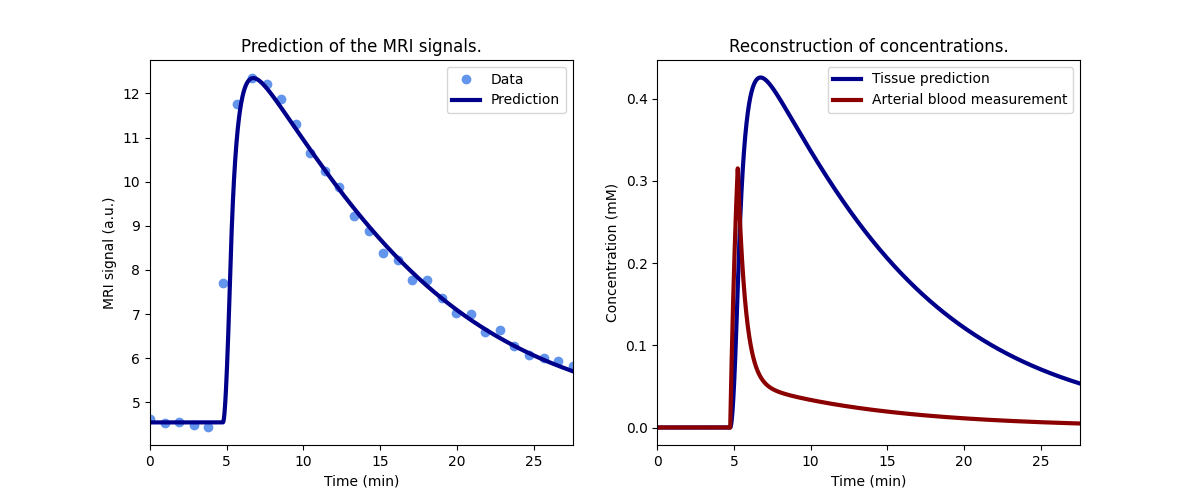 Prediction of the MRI signals.
MRI signal (a.u.)
12
11
10
9
8
7
6
5
0
5
10
15
20
25
Time (min)
Data
Prediction
Reconstruction of concentrations.
Concentration (mM)
0.4
0.3
0.2
0.1
0.0
0
5
10
15
20
25
Time (min)
Tissue prediction
Arterial blood measurement